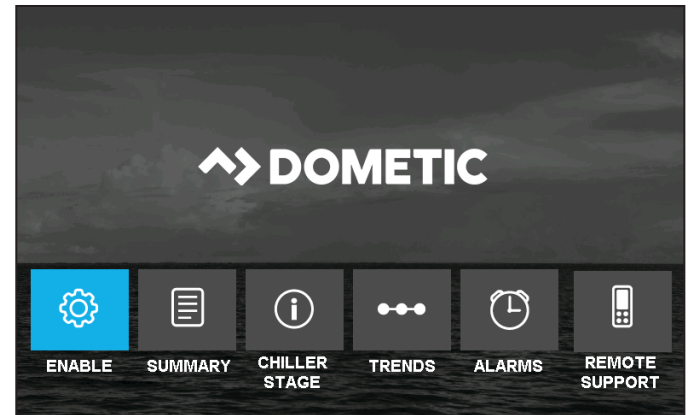 DOMETIC
ENABLE
SUMMARY
CHILLER
STAGE
TRENDS
ALARMS
REMOTE
SUPPORT